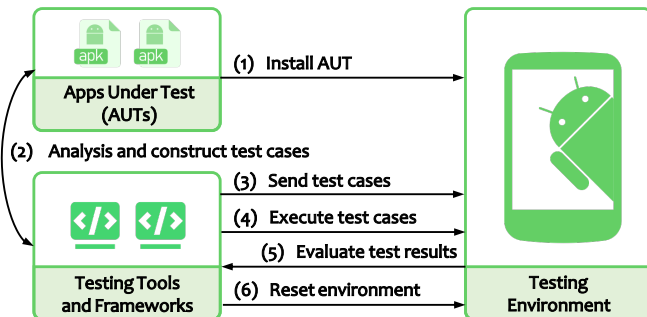 apk apk
Apps Under Test
(AUTs)
(1) Install AUT
(2) Analysis and construct test cases
(3) Send test cases
(4) Execute test cases
(5) Evaluate test results
(6) Reset environment
</>
</>
Testing Tools
and Frameworks
Testing
Environment